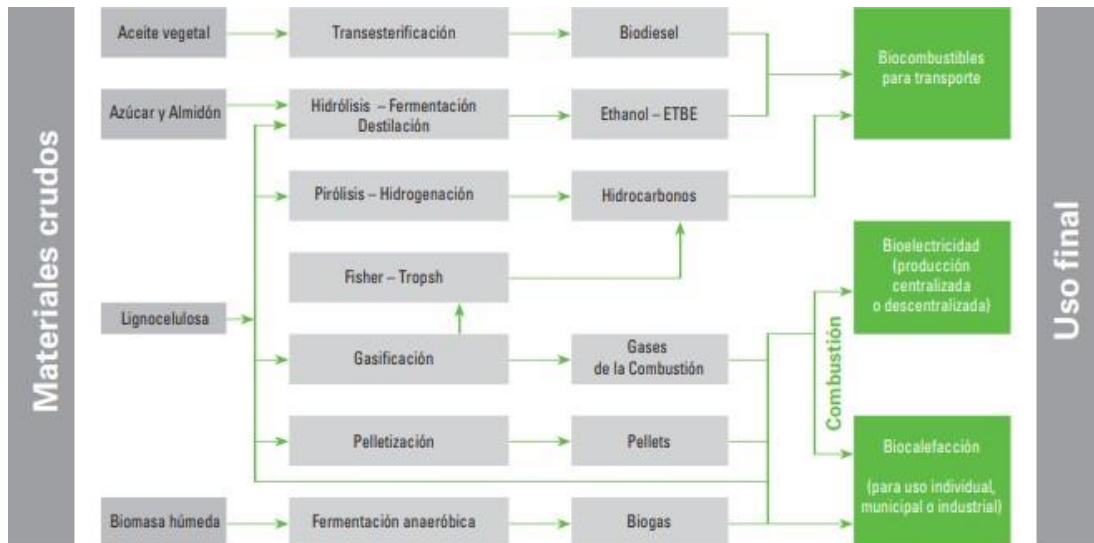 Materiales crudos
Aceite vegetal
Transesterificación
Biodiesel
Biocombustibles
para transporte
Azúcar y Almidón
Hidrólisis – Fermentación
Destilación
Ethanol – ETBE
Pirólisis – Hidrogenación
Hidrocarbonos
Fisher – Tropsh
Bioelectricidad
(producción
centralizada
o descentralizada)
Lignocelulosa
Gasificación
Gases
de la Combustión
Combustión
Pelletización
Pellets
Biocalefacción
(para uso individual,
municipal o industrial)
Biomasa húmeda
Fermentación anaeróbica
Biogas
Uso final